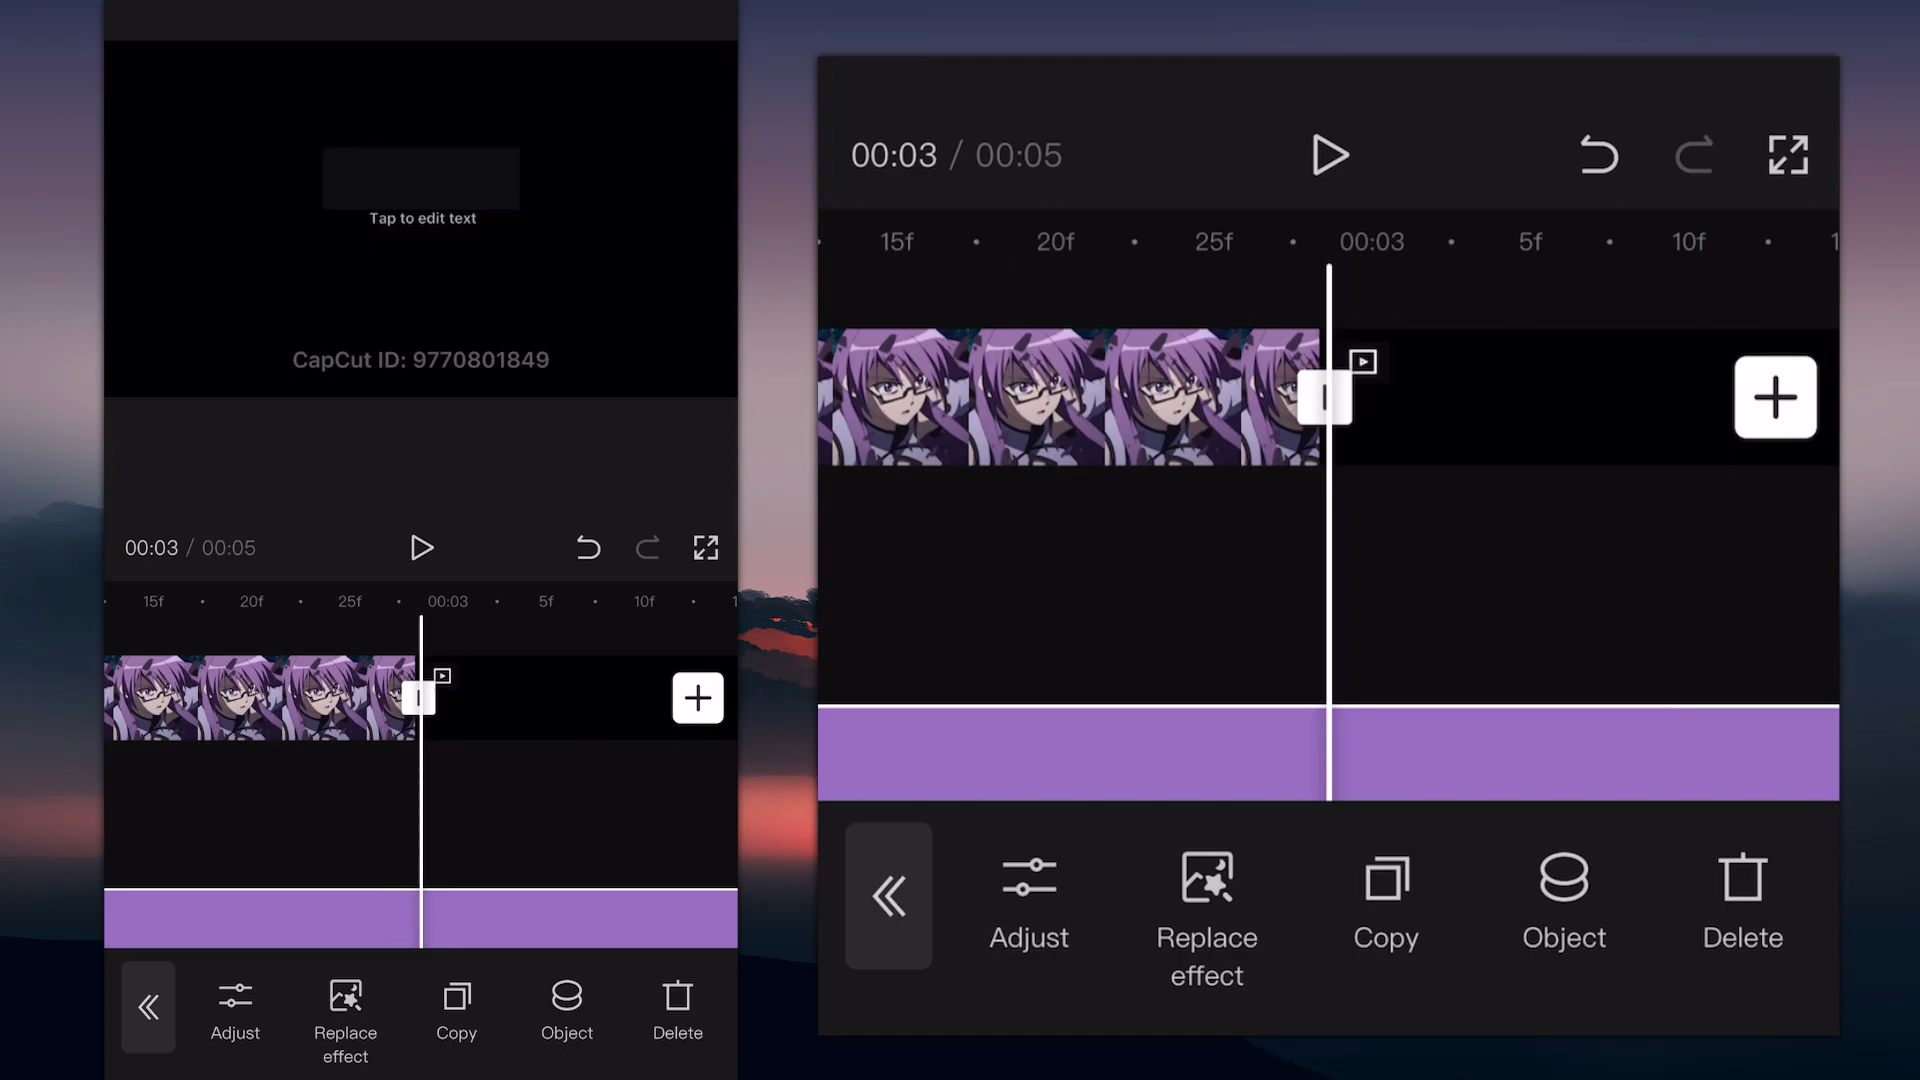 Tap to edit text
CapCut ID: 9770801849
00:03 / 00:05
15f 20f 25f 00:03 5f 10f 1
Adjust
Replace
effect
Copy
Object
Delete
00:03 / 00:05
15f 20f 25f 00:03 5f 10f 1
Adjust
Replace
effect
Copy
Object
Delete